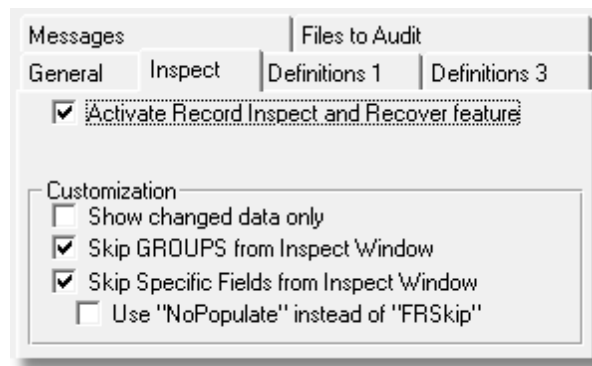 Messages Files to Audit
General Inspect Definitions 1 Definitions 3
Activate Record Inspect and Recover feature
Customization
Show changed data only
Skip GROUPS from Inspect Window
Skip Specific Fields from Inspect Window
Use "NoPopulate" instead of "FRSkip"